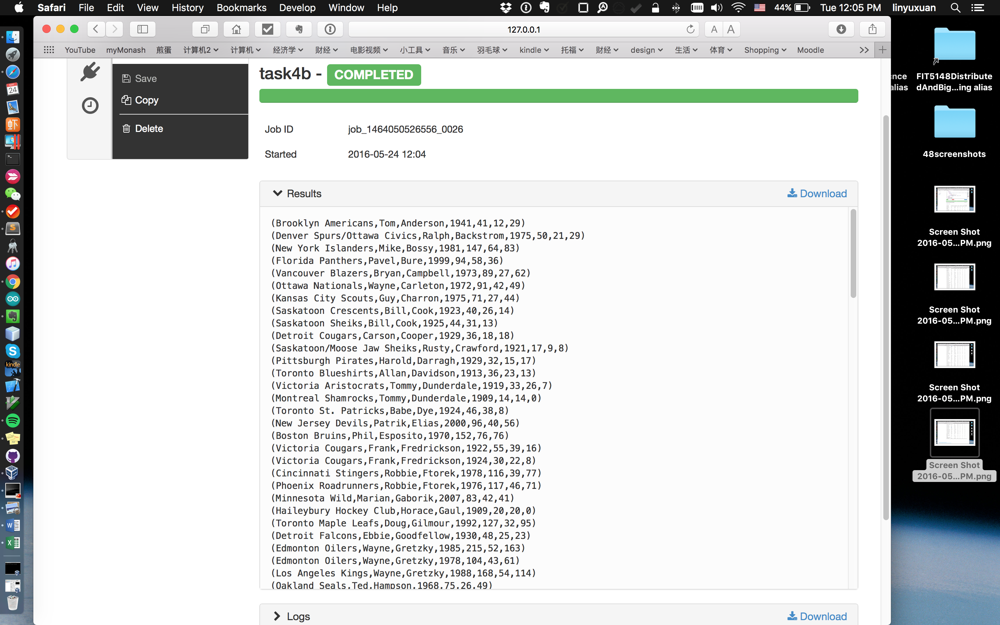 Safari File Edit View History Bookmarks Develop Window Help 44% Tue 12:05 PM linyuxuan
127.0.0.1 A A
YouTube myMonash 煎蛋 计算机2 计算机 经济学 财经 电影视频 小工具 音乐 羽毛球 kindle 托福 财经 design 生活 体育 Shopping Moodle
task4b - COMPLETED
Save
Copy
Delete
Job ID job_1464050526556_0026
Started 2016-05-24 12:04
Results Download
(Brooklyn Americans,Tom,Anderson,1941,41,12,29)
(Denver Spurs/Ottawa Civics,Ralph,Backstrom,1975,50,21,29)
(New York Islanders,Mike,Bossy,1981,147,64,83)
(Florida Panthers,Pavel,Bure,1999,94,58,36)
(Vancouver Blazers,Bryan,Campbell,1973,89,27,62)
(Ottawa Nationals,Wayne,Carleton,1972,91,42,49)
(Kansas City Scouts,Guy,Charron,1975,71,27,44)
(Saskatoon Crescents,Bill,Cook,1923,40,26,14)
(Saskatoon Sheiks,Bill,Cook,1925,44,31,13)
(Detroit Cougars,Carson,Cooper,1929,36,18,18)
(Saskatoon/Moose Jaw Sheiks,Rusty,Crawford,1921,17,9,8)
(Pittsburgh Pirates,Harold,Darragh,1929,32,15,17)
(Toronto Blueshirts,Allan,Davidson,1913,36,23,13)
(Victoria Aristocrats,Tommy,Dunderdale,1919,33,26,7)
(Montreal Shamrocks,Tommy,Dunderdale,1909,14,14,0)
(Toronto St. Patricks,Babe,Dye,1924,46,38,8)
(New Jersey Devils,Patrik,Elias,2000,96,40,56)
(Boston Bruins,Phil,Esposito,1970,152,76,76)
(Victoria Cougars,Frank,Fredrickson,1922,55,39,16)
(Victoria Cougars,Frank,Fredrickson,1924,30,22,8)
(Cincinnati Stingers,Robbie,Ftorek,1978,116,39,77)
(Phoenix Roadrunners,Robbie,Ftorek,1976,117,46,71)
(Minnesota Wild,Marian,Gaborik,2007,83,42,41)
(Haileybury Hockey Club,Horace,Gaul,1909,20,20,0)
(Toronto Maple Leafs,Doug,Gilmour,1992,127,32,95)
(Detroit Falcons,Ebbie,Goodfellow,1930,48,25,23)
(Edmonton Oilers,Wayne,Gretzky,1985,215,52,163)
(Edmonton Oilers,Wayne,Gretzky,1978,104,43,61)
(Los Angeles Kings,Wayne,Gretzky,1988,168,54,114)
(Oakland Seals,Ted,Hampson,1968,75,26,49)
Logs Download
nce
alias
FIT5148Distribute
dAndBig...ing alias
48screenshots
Screen Shot
2016-05...PM.png
Screen Shot
2016-05...PM.png
Screen Shot
2016-05...PM.png
Screen Shot
2016-05...PM.png
MAY
24
虾
S
S
kindle
W
X